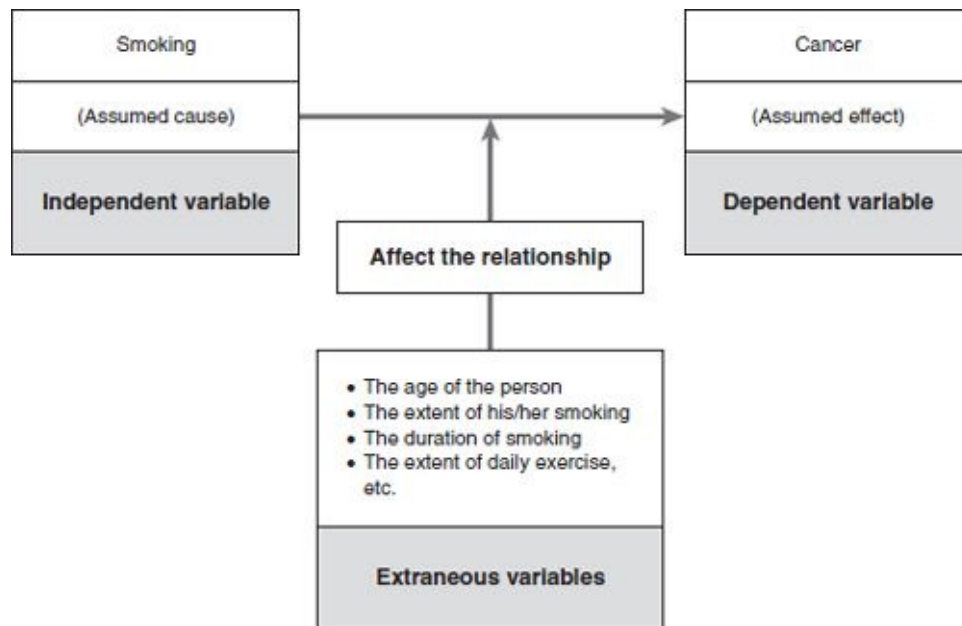 Smoking
(Assumed cause)
Independent variable
Cancer
(Assumed effect)
Dependent variable
Affect the relationship
• The age of the person
• The extent of his/her smoking
• The duration of smoking
• The extent of daily exercise,
etc.
Extraneous variables